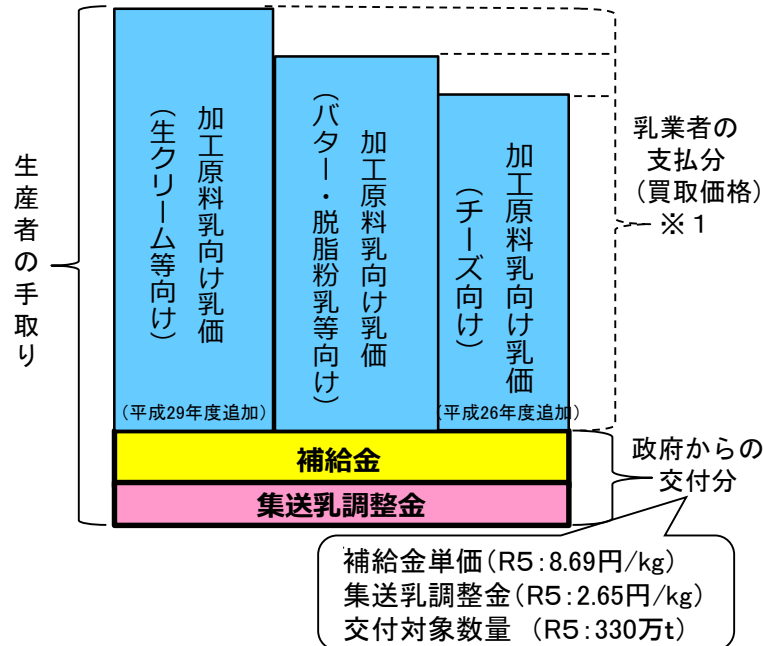 生産者の手取り
加工原料乳向け乳価
（生クリーム等向け）
（平成29年度追加）
加工原料乳向け乳価
（バター・脱脂粉乳等向け）
加工原料乳向け乳価
（チーズ向け）
（平成26年度追加）
乳業者の
支払分
（買取価格）
※１
補給金
集送乳調整金
政府からの
交付分
補給金単価（R5：8.69円/kg）
集送乳調整金（R5：2.65円/kg）
交付対象数量　（R5：330万t）